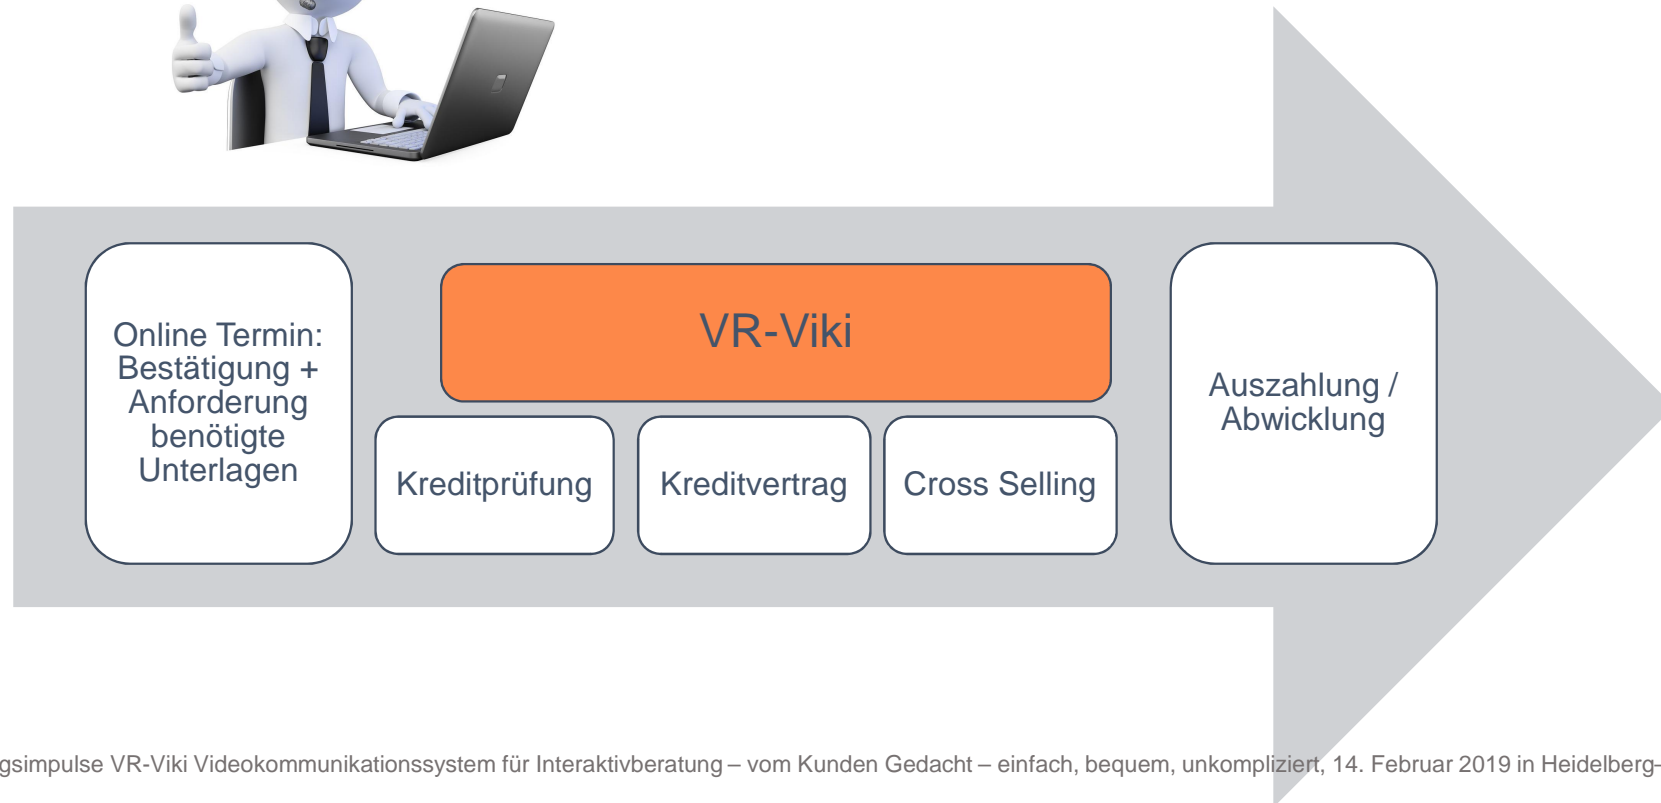 Online Termin:
Bestätigung +
Anforderung
benötigte
Unterlagen
VR-Viki
Kreditprüfung
Kreditvertrag
Cross Selling
Auszahlung /
Abwicklung
gsimpulse VR-Viki Videokommunikationssystem für Interaktivberatung – vom Kunden Gedacht – einfach, bequem, unkompliziert, 14. Februar 2019 in Heidelberg–